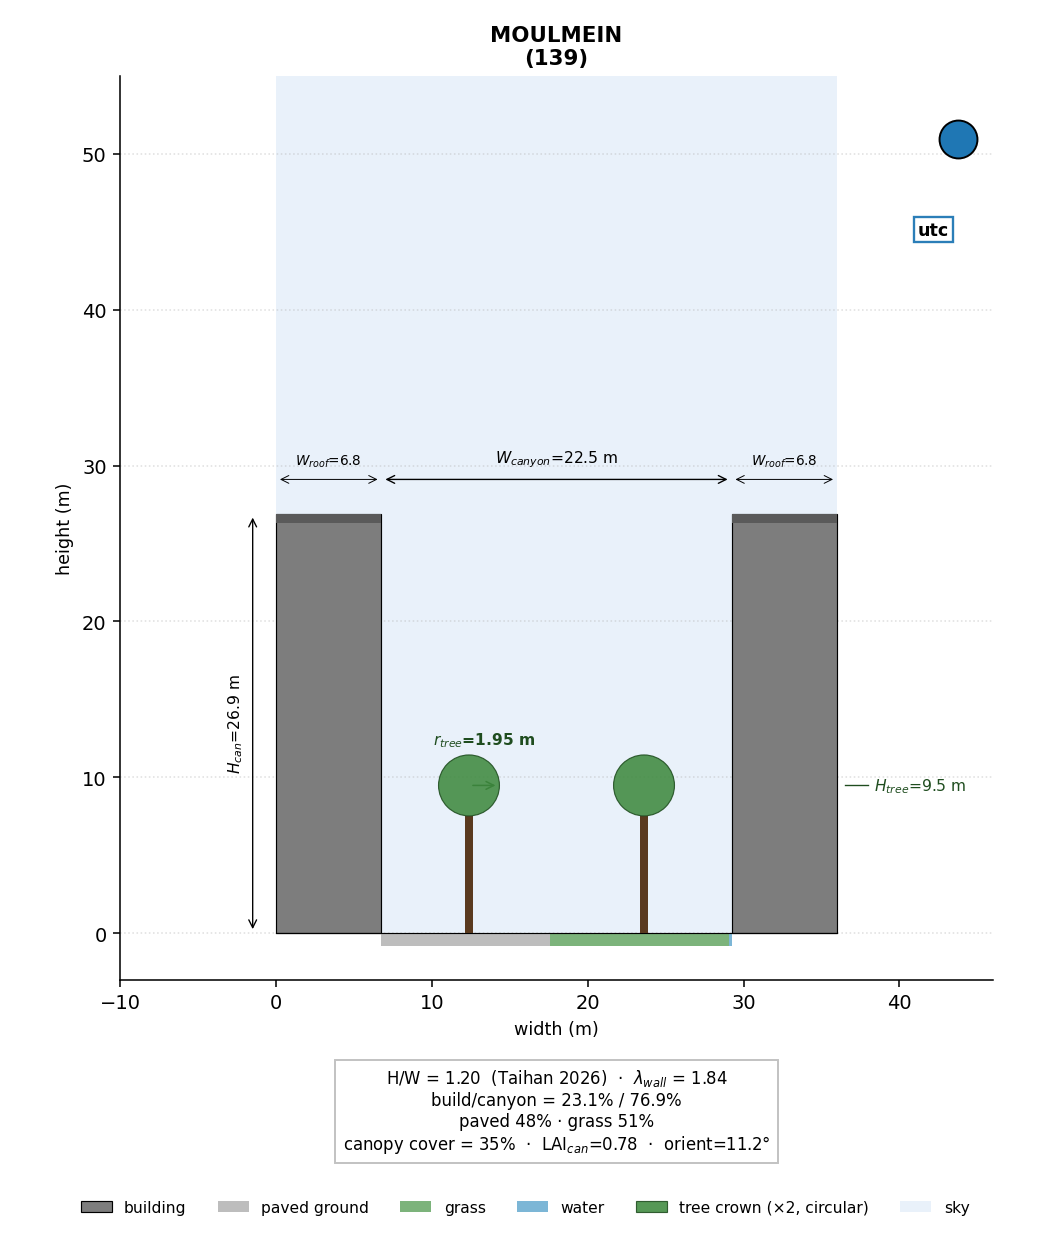 MOULMEIN
(139)
50
utc
40
30
W_roof=6.8
W_canyon=22.5 m
W_roof=6.8
height (m)
20
H_can=26.9 m
r_tree=1.95 m
10
H_tree=9.5 m
0
−10 0 10 20 30 40
width (m)
H/W = 1.20 (Taihan 2026) · λ_wall = 1.84
build/canyon = 23.1% / 76.9%
paved 48% · grass 51%
canopy cover = 35% · LAI_can=0.78 · orient=11.2°
building paved ground grass water tree crown (×2, circular) sky